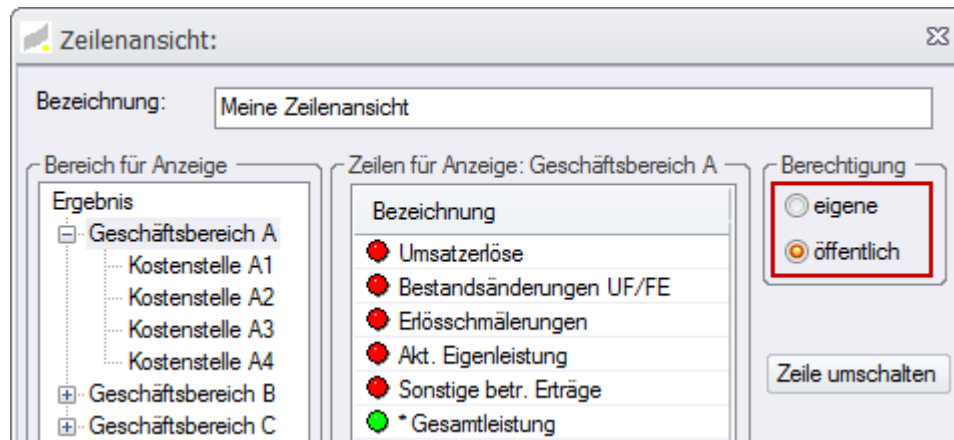 Zeilenansicht:
Bezeichnung:
Meine Zeilenansicht
Bereich für Anzeige
Ergebnis
Geschäftsbereich A
Kostenstelle A1
Kostenstelle A2
Kostenstelle A3
Kostenstelle A4
Geschäftsbereich B
Geschäftsbereich C
Zeilen für Anzeige: Geschäftsbereich A
Bezeichnung
Umsatzerlöse
Bestandsänderungen UF/FE
Erlösschmälerungen
Akt. Eigenleistung
Sonstige betr. Erträge
* Gesamtleistung
Berechtigung
eigene
öffentlich
Zeile umschalten